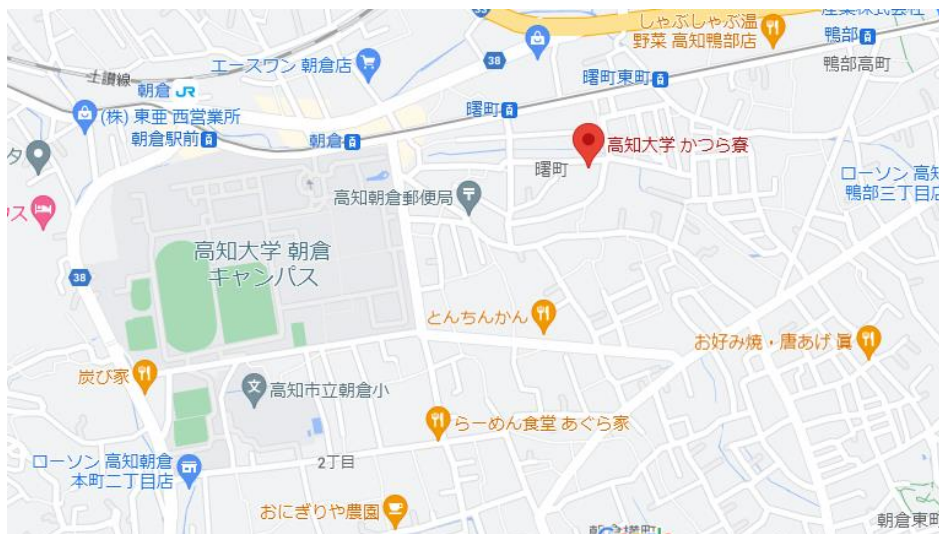 しゃぶしゃぶ温
野菜 高知鴨部店
鴨部
鴨部高町
エースワン 朝倉店
38
土讃線
朝倉 JR
曙町東町
曙町
(株) 東亜 西営業所
朝倉駅前
朝倉
高知大学 かつら寮
タ
曙町
高知朝倉郵便局
ローソン 高知
鴨部三丁目店
ス
高知大学 朝倉
キャンパス
38
とんちんかん
お好み焼・唐あげ 眞
炭び家
文
高知市立朝倉小
らーめん食堂 あぐら家
ローソン 高知朝倉
本町二丁目店
2丁目
おにぎりや農園
朝倉東町